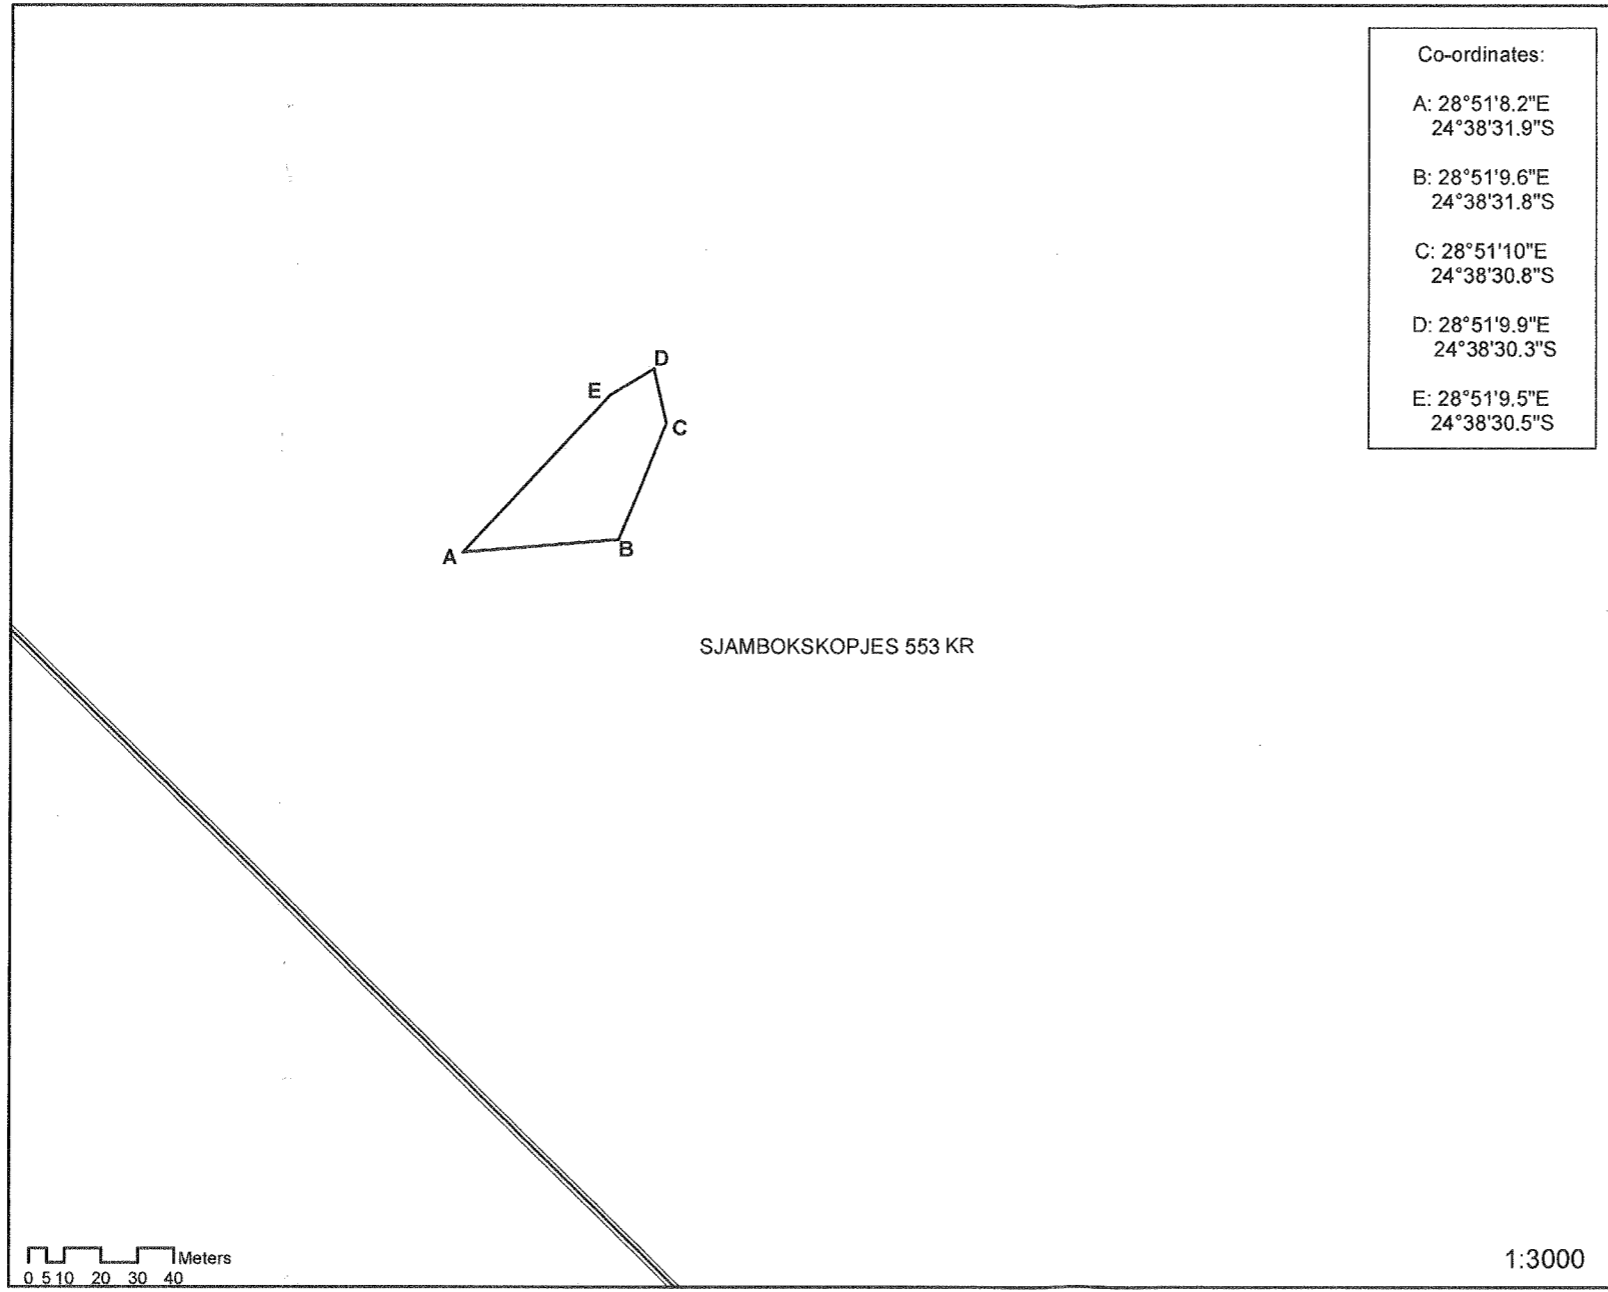 Co-ordinates:
A: 28°51'8.2"E
24°38'31.9"S
B: 28°51'9.6"E
24°38'31.8"S
C: 28°51'10"E
24°38'30.8"S
D: 28°51'9.9"E
24°38'30.3"S
E: 28°51'9.5"E
24°38'30.5"S
D
E
C
A
B
SJAMBOKSKOPJES 553 KR
Meters
0 5 10 20 30 40
1:3000